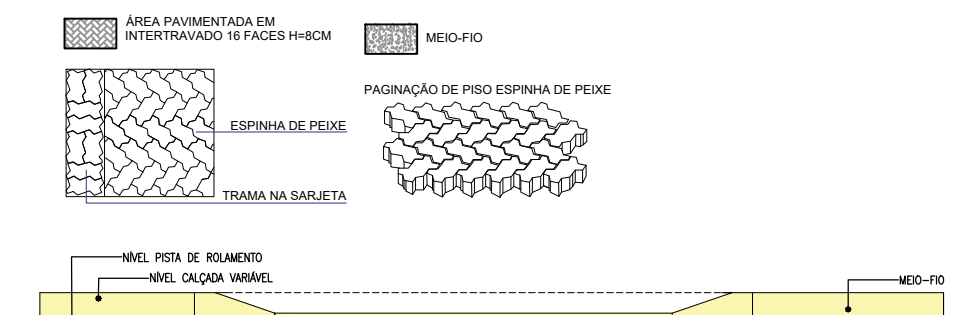 ÁREA PAVIMENTADA EM
INTERTRAVADO 16 FACES H=8CM
MEIO-FIO
PAGINAÇÃO DE PISO ESPINHA DE PEIXE
ESPINHA DE PEIXE
TRAMA NA SARJETA
NÍVEL PISTA DE ROLAMENTO
NÍVEL CALÇADA VARIÁVEL
MEIO-FIO